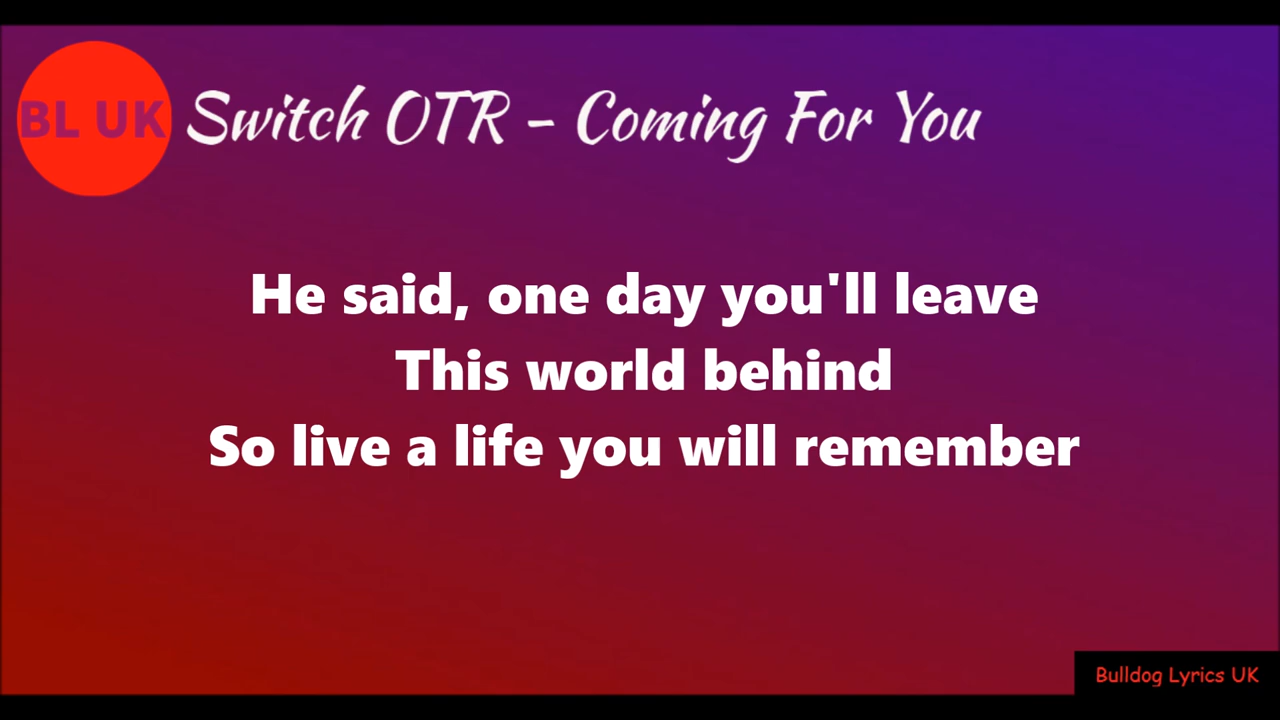 BL UK
Switch OTR - Coming For You
He said, one day you'll leave
This world behind
So live a life you will remember
Bulldog Lyrics UK